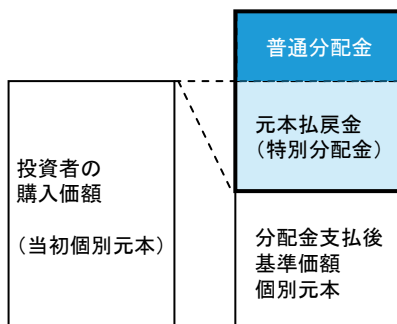 普通分配金
元本払戻金
（特別分配金）
投資者の
購入価額
（当初個別元本）
分配金支払後
基準価額
個別元本